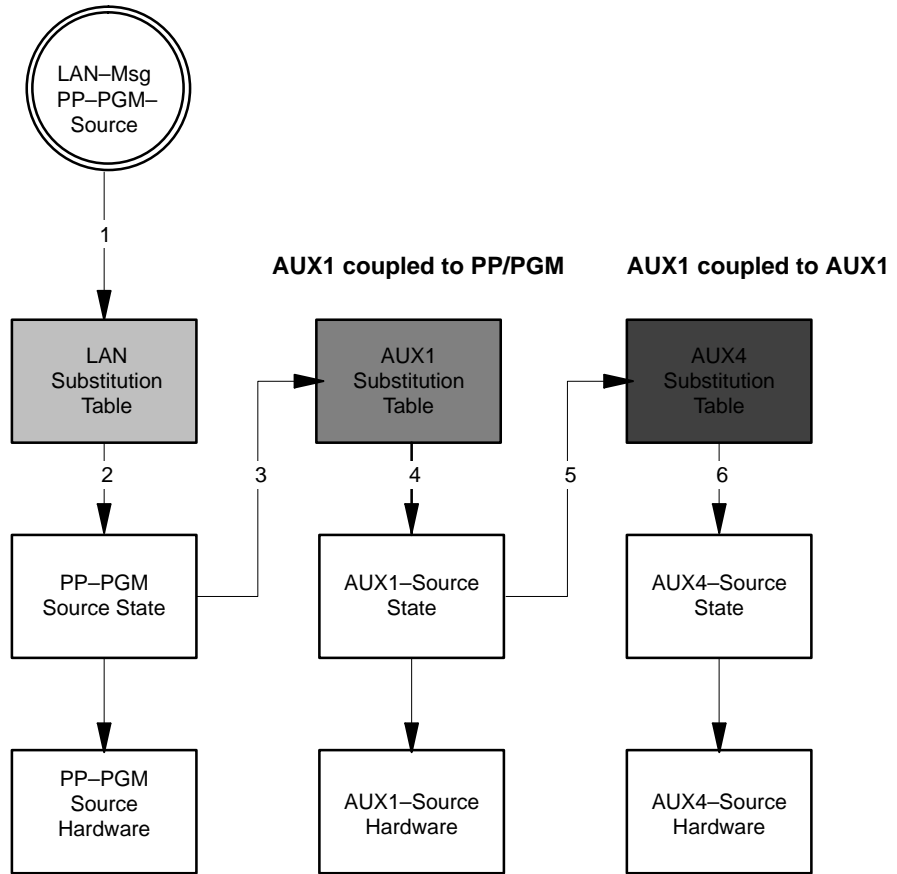 LAN–Msg
PP–PGM–
Source
1
AUX1 coupled to PP/PGM
AUX1 coupled to AUX1
LAN
Substitution
Table
AUX1
Substitution
Table
AUX4
Substitution
Table
2
3
4
5
6
PP–PGM
Source State
AUX1–Source
State
AUX4–Source
State
PP–PGM
Source
Hardware
AUX1–Source
Hardware
AUX4–Source
Hardware